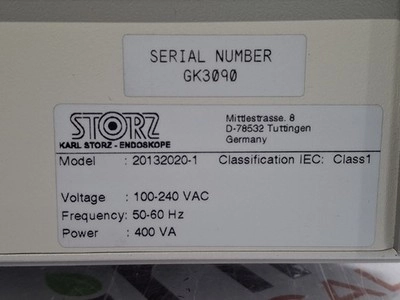 SERIAL NUMBER
GK3090
STORZ
KARL STORZ - ENDOSKOPE
Mittlestrasse. 8
D-78532 Tuttingen
Germany
Model : 20132020-1 Classification IEC: Class1
Voltage : 100-240 VAC
Frequency: 50-60 Hz
Power : 400 VA